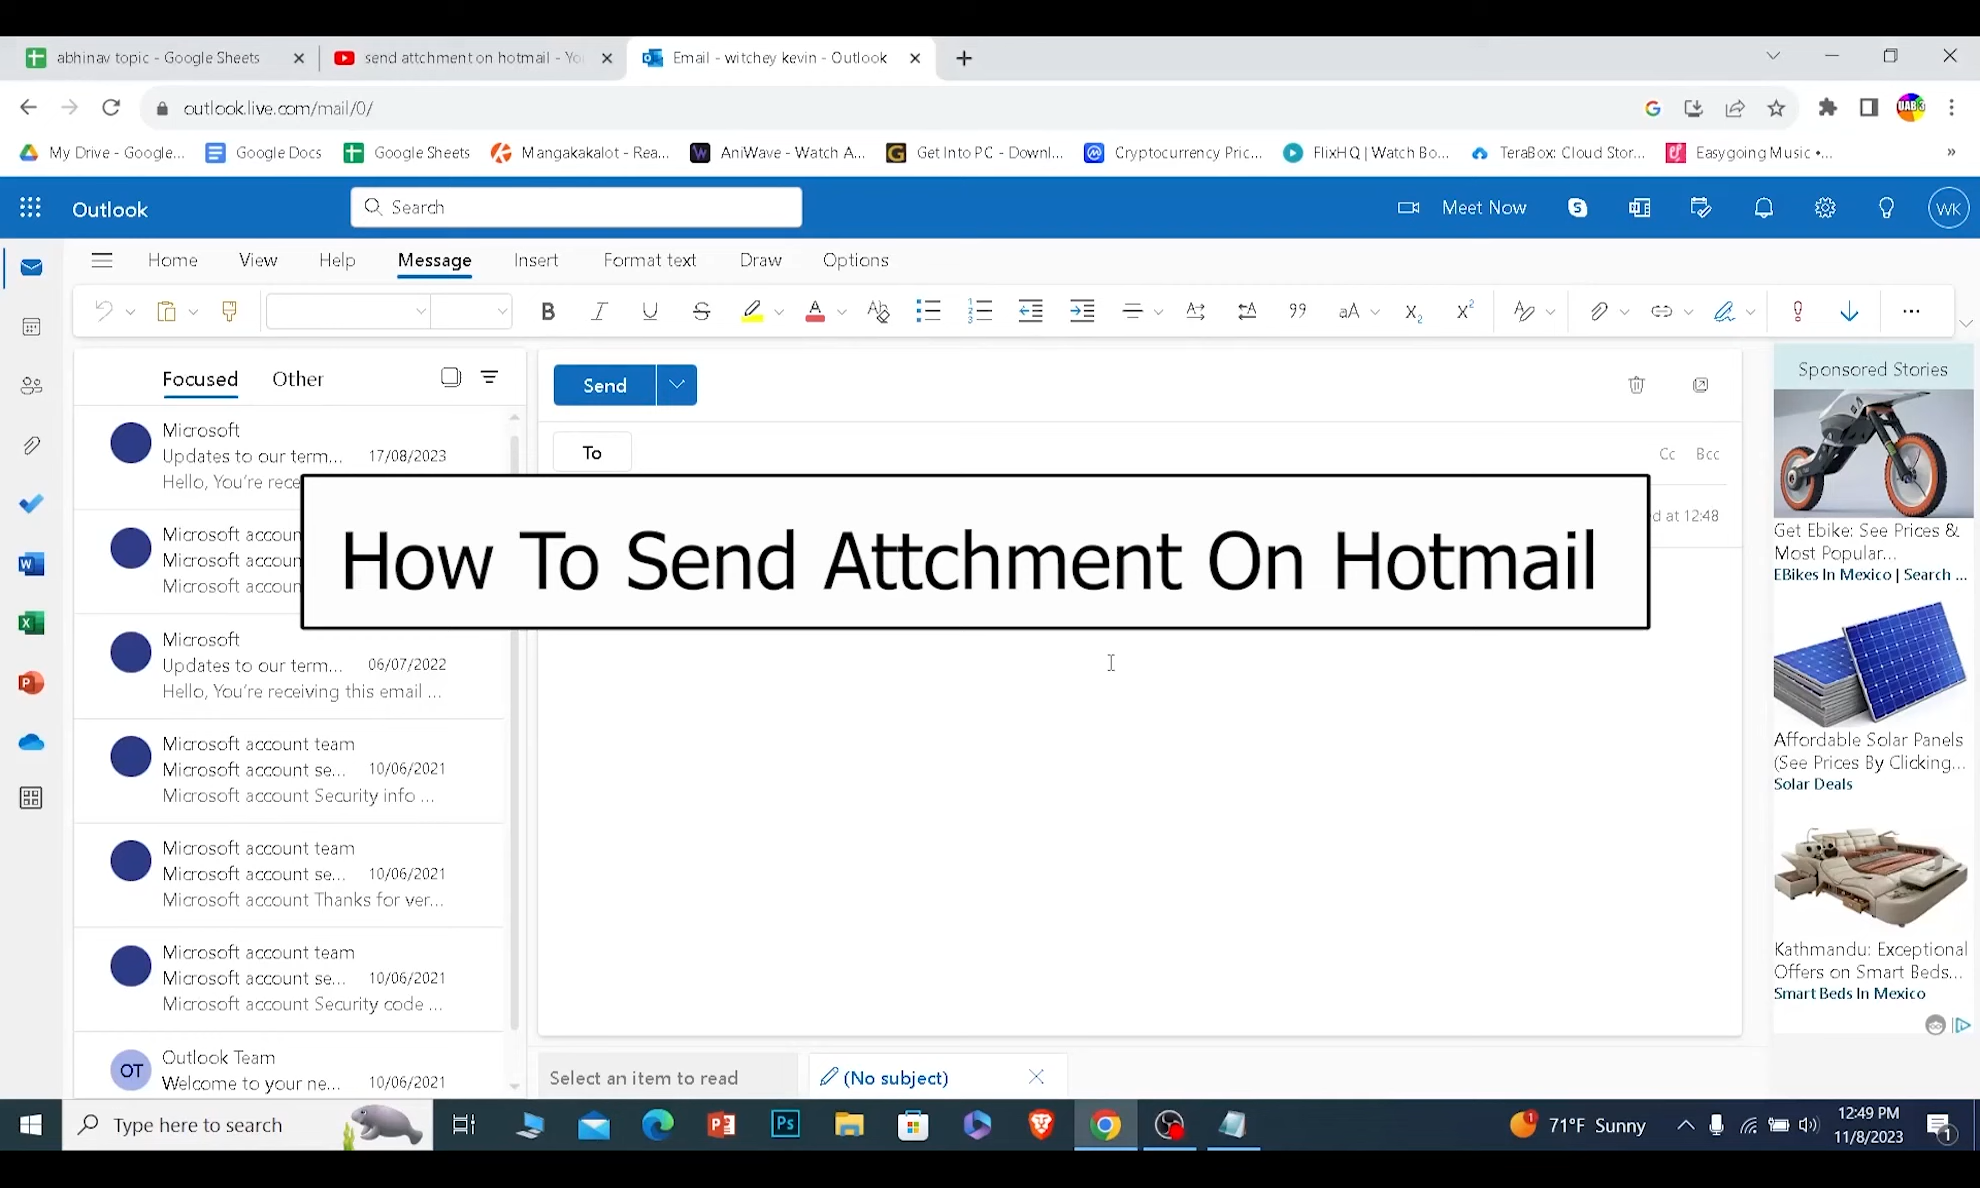 abhinav topic - Google Sheets
send attchment on hotmail - Yo
Email - witchey kevin - Outlook
outlook.live.com/mail/0/
UAB 3
My Drive - Google...
Google Docs
Google Sheets
Mangakakalot - Rea...
AniWave - Watch A...
Get Into PC - Downl...
Cryptocurrency Pric...
FlixHQ | Watch Bo...
TeraBox: Cloud Stor...
Easygoing Music •...
Outlook
Search
Meet Now
WK
Home
View
Help
Message
Insert
Format text
Draw
Options
Focused
Other
Send
To
Cc
Bcc
d at 12:48
How To Send Attchment On Hotmail
Microsoft
Updates to our term... 17/08/2023
Hello, You're rece
Microsoft accoun
Microsoft accoun
Microsoft accoun
Microsoft
Updates to our term... 06/07/2022
Hello, You're receiving this email ...
Microsoft account team
Microsoft account se... 10/06/2021
Microsoft account Security info ...
Microsoft account team
Microsoft account se... 10/06/2021
Microsoft account Thanks for ver...
Microsoft account team
Microsoft account se... 10/06/2021
Microsoft account Security code ...
OT
Outlook Team
Welcome to your ne... 10/06/2021
Select an item to read
(No subject)
Sponsored Stories
Get Ebike: See Prices &
Most Popular...
EBikes In Mexico | Search ...
Affordable Solar Panels
(See Prices By Clicking...
Solar Deals
Kathmandu: Exceptional
Offers on Smart Beds...
Smart Beds In Mexico
Type here to search
71°F Sunny
12:49 PM
11/8/2023